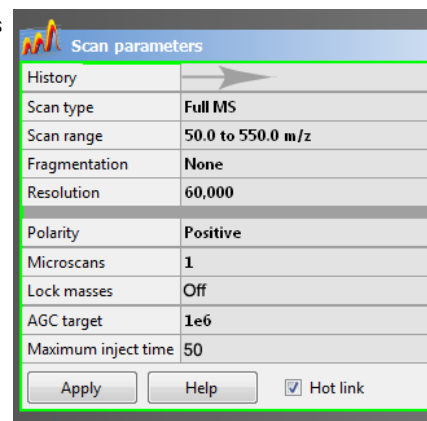 s
Scan parameters
History
Scan type Full MS
Scan range 50.0 to 550.0 m/z
Fragmentation None
Resolution 60,000
Polarity Positive
Microscans 1
Lock masses Off
AGC target 1e6
Maximum inject time 50
Apply Help Hot link